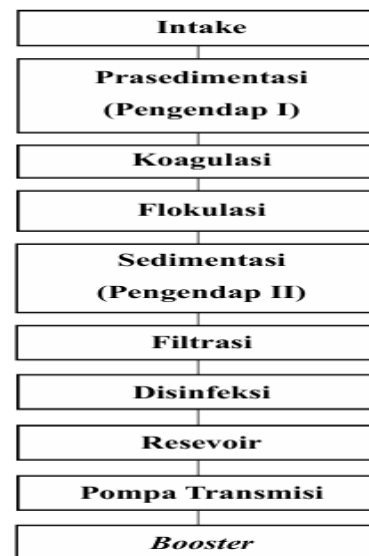 Intake
Prasedimentasi
(Pengendap I)
Koagulasi
Flokulasi
Sedimentasi
(Pengendap II)
Filtrasi
Disinfeksi
Resevoir
Pompa Transmisi
Booster